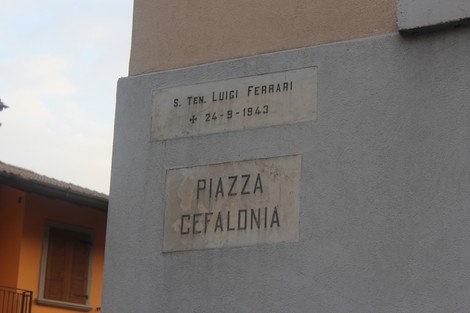 S. TEN. LUIGI FERRARI
✝ 24-9-1943
PIAZZA
CEFALONIA